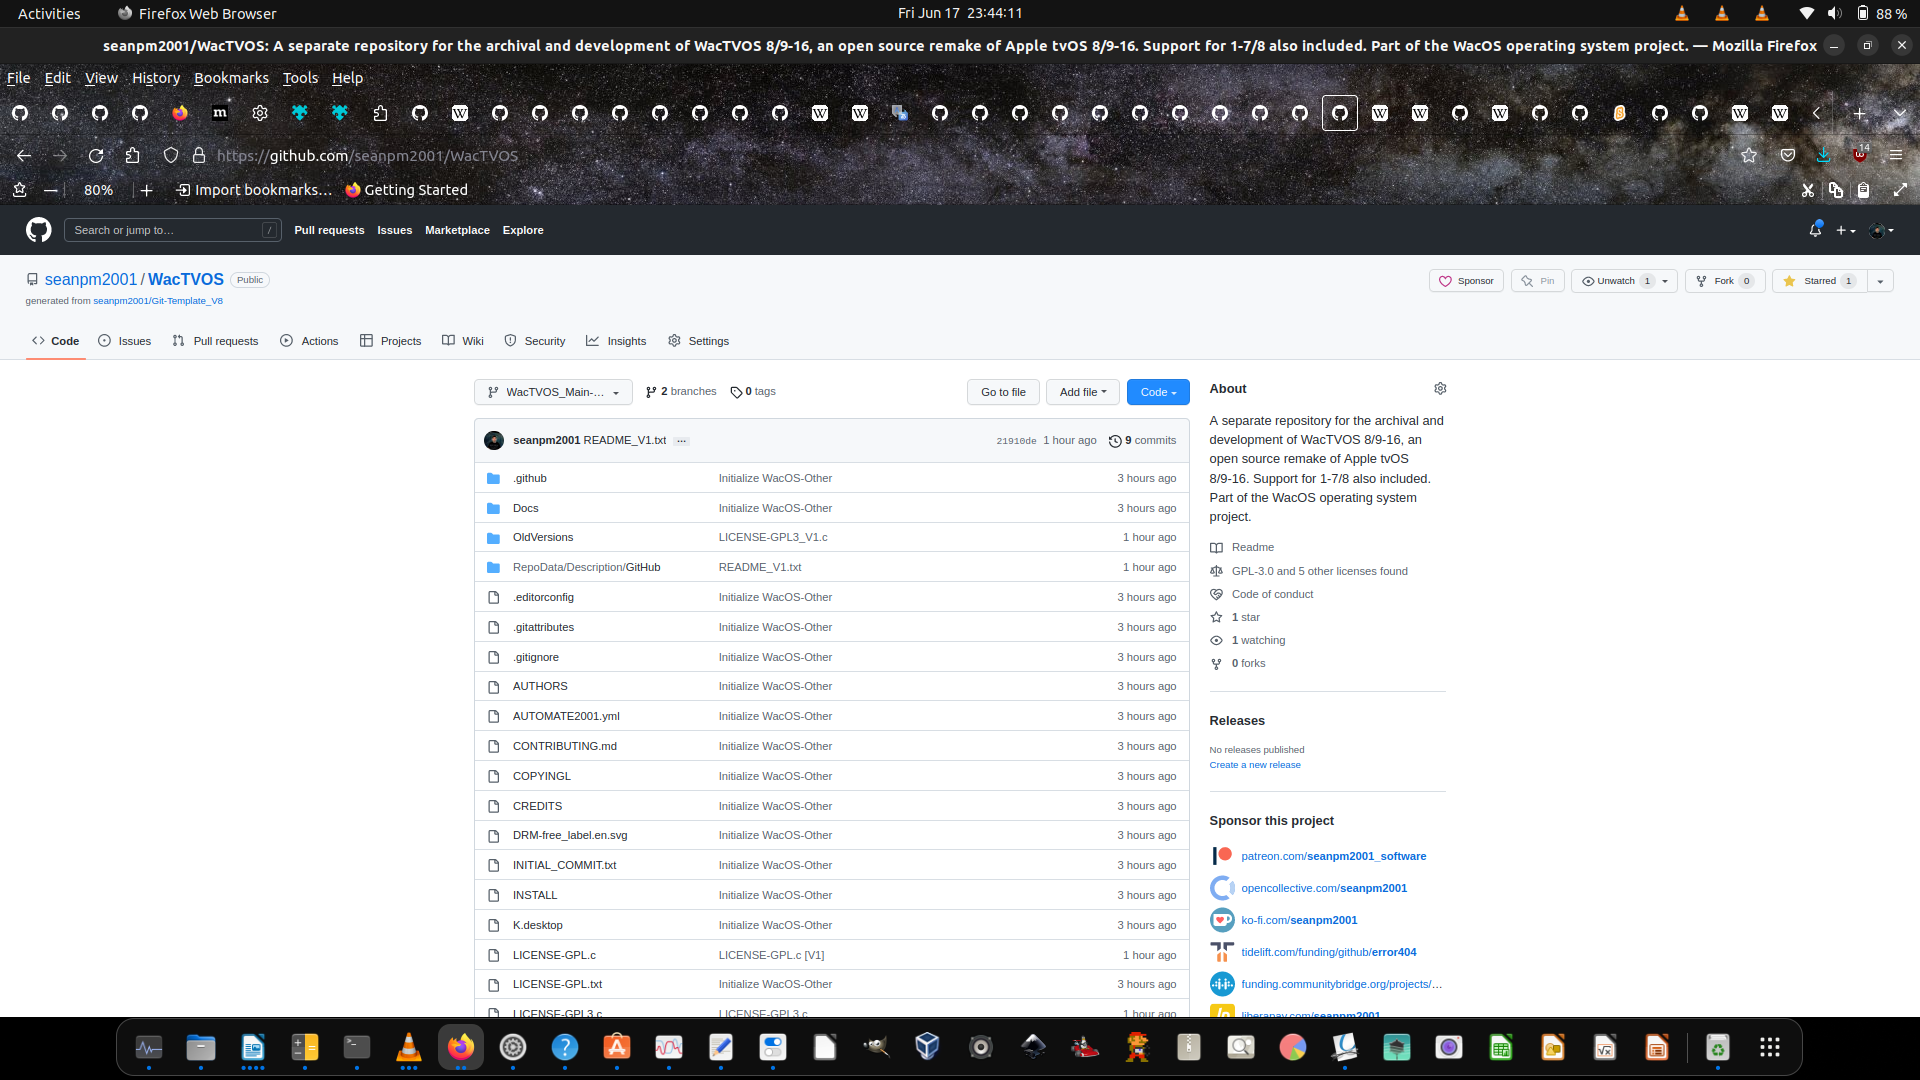 Activities Firefox Web Browser Fri Jun 17 23:44:11 88 %
seanpm2001/WacTVOS: A separate repository for the archival and development of WacTVOS 8/9-16, an open source remake of Apple tvOS 8/9-16. Support for 1-7/8 also included. Part of the WacOS operating system project. — Mozilla Firefox
File Edit View History Bookmarks Tools Help
https://github.com/seanpm2001/WacTVOS 14
80% Import bookmarks… Getting Started
Search or jump to… / Pull requests Issues Marketplace Explore
seanpm2001 / WacTVOS Public Sponsor Pin Unwatch 1 Fork 0 Starred 1
generated from seanpm2001/Git-Template_V8
Code Issues Pull requests Actions Projects Wiki Security Insights Settings
WacTVOS_Main-… 2 branches 0 tags Go to file Add file Code
seanpm2001 README_V1.txt … 21910de 1 hour ago 9 commits
.github Initialize WacOS-Other 3 hours ago
Docs Initialize WacOS-Other 3 hours ago
OldVersions LICENSE-GPL3_V1.c 1 hour ago
RepoData/Description/GitHub README_V1.txt 1 hour ago
.editorconfig Initialize WacOS-Other 3 hours ago
.gitattributes Initialize WacOS-Other 3 hours ago
.gitignore Initialize WacOS-Other 3 hours ago
AUTHORS Initialize WacOS-Other 3 hours ago
AUTOMATE2001.yml Initialize WacOS-Other 3 hours ago
CONTRIBUTING.md Initialize WacOS-Other 3 hours ago
COPYINGL Initialize WacOS-Other 3 hours ago
CREDITS Initialize WacOS-Other 3 hours ago
DRM-free_label.en.svg Initialize WacOS-Other 3 hours ago
INITIAL_COMMIT.txt Initialize WacOS-Other 3 hours ago
INSTALL Initialize WacOS-Other 3 hours ago
K.desktop Initialize WacOS-Other 3 hours ago
LICENSE-GPL.c LICENSE-GPL.c [V1] 1 hour ago
LICENSE-GPL.txt Initialize WacOS-Other 3 hours ago
LICENSE-GPL3.c LICENSE-GPL3.c 1 hour ago
About
A separate repository for the archival and
development of WacTVOS 8/9-16, an
open source remake of Apple tvOS
8/9-16. Support for 1-7/8 also included.
Part of the WacOS operating system
project.
Readme
GPL-3.0 and 5 other licenses found
Code of conduct
1 star
1 watching
0 forks
Releases
No releases published
Create a new release
Sponsor this project
patreon.com/seanpm2001_software
opencollective.com/seanpm2001
ko-fi.com/seanpm2001
tidelift.com/funding/github/error404
funding.communitybridge.org/projects/…
liberapay.com/seanpm2001